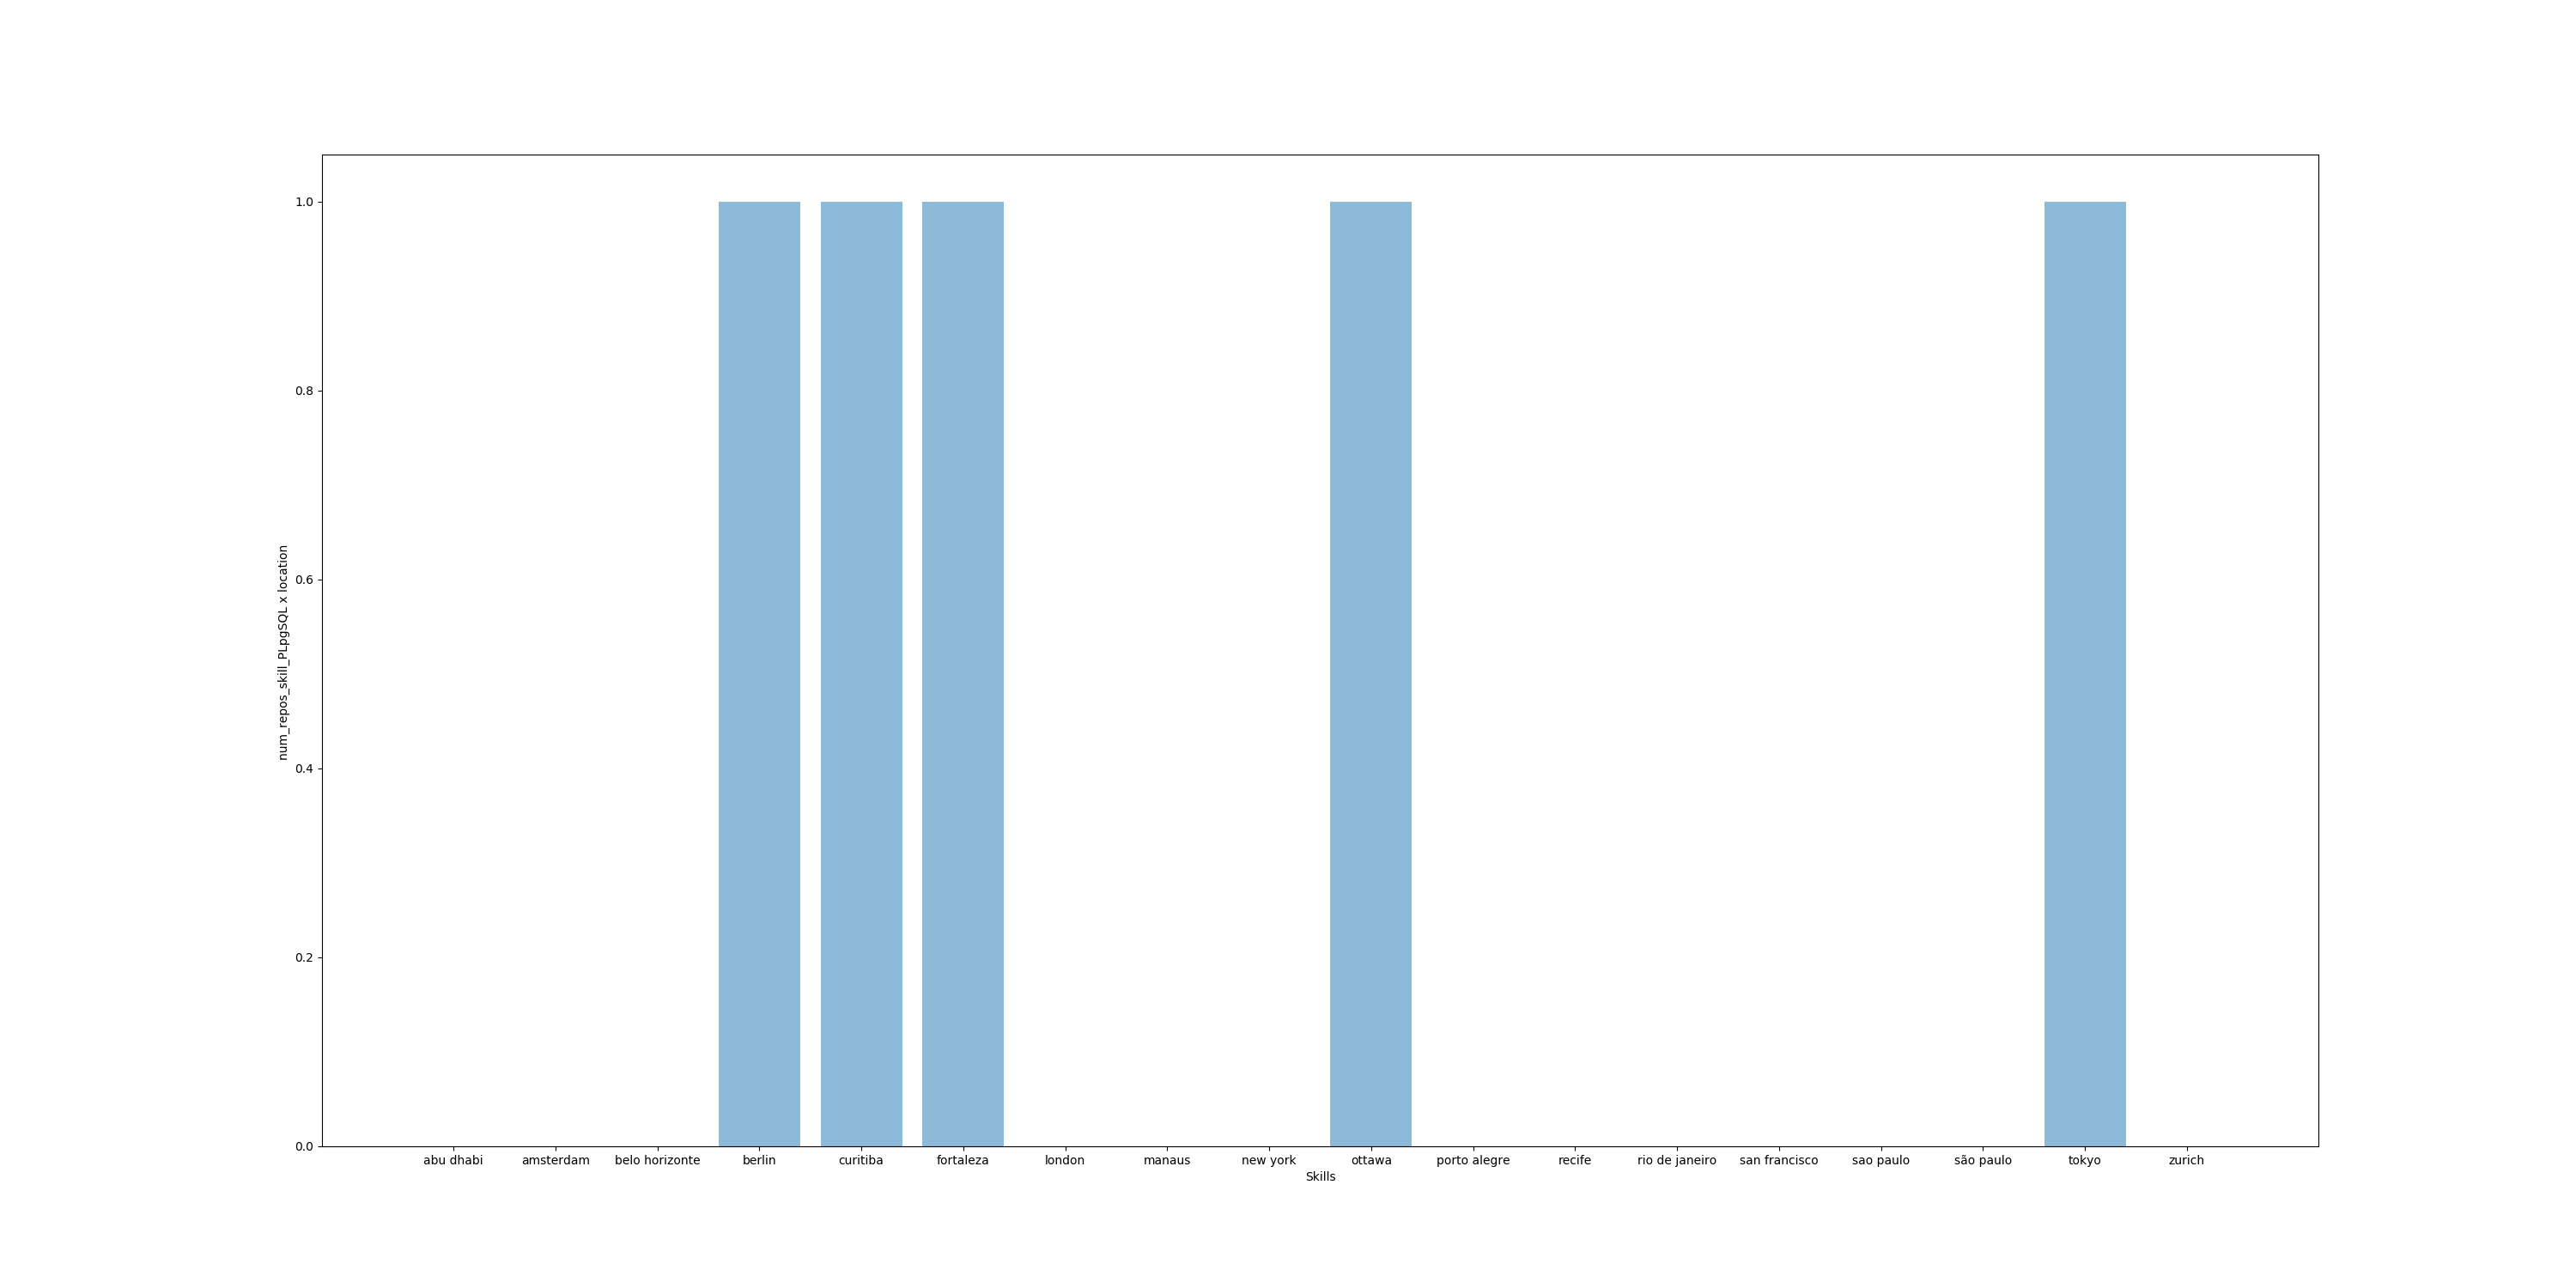 num_repos_skill_PLpgSQL x location
1.0
0.8
0.6
0.4
0.2
0.0
abu dhabi amsterdam belo horizonte berlin curitiba fortaleza london manaus new york ottawa porto alegre recife rio de janeiro san francisco sao paulo são paulo tokyo zurich
Skills